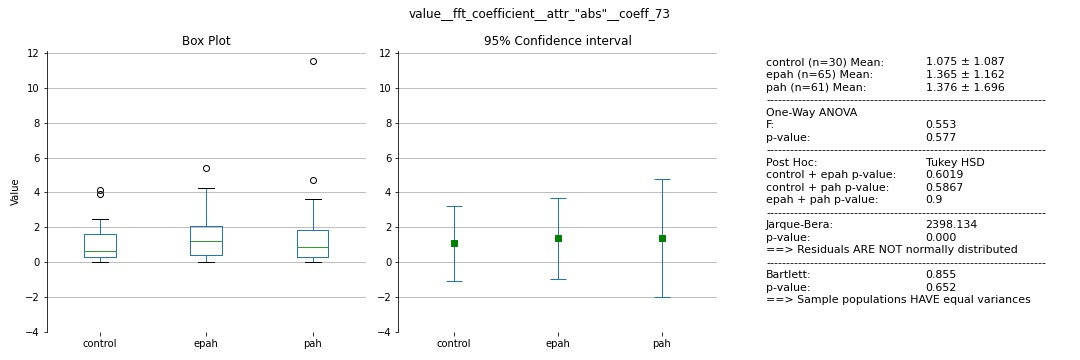 value__fft_coefficient__attr_"abs"__coeff_73
Box Plot
12
10
8
6
4
2
0
−2
−4
Value
control epah pah
95% Confidence interval
12
10
8
6
4
2
0
−2
−4
control epah pah
control (n=30) Mean: 1.075 ± 1.087
epah (n=65) Mean: 1.365 ± 1.162
pah (n=61) Mean: 1.376 ± 1.696
One-Way ANOVA
F: 0.553
p-value: 0.577
Post Hoc: Tukey HSD
control + epah p-value: 0.6019
control + pah p-value: 0.5867
epah + pah p-value: 0.9
Jarque-Bera: 2398.134
p-value: 0.000
==> Residuals ARE NOT normally distributed
Bartlett: 0.855
p-value: 0.652
==> Sample populations HAVE equal variances